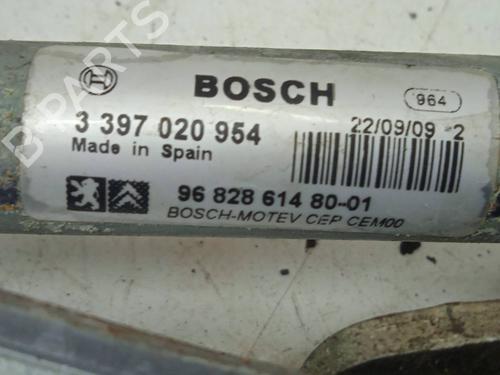 BOSCH
964
3 397 020 954
22/09/09 2
Made in Spain
96 828 614 80-01
BOSCH-MOTEV CEP CEM00
B-PARTS